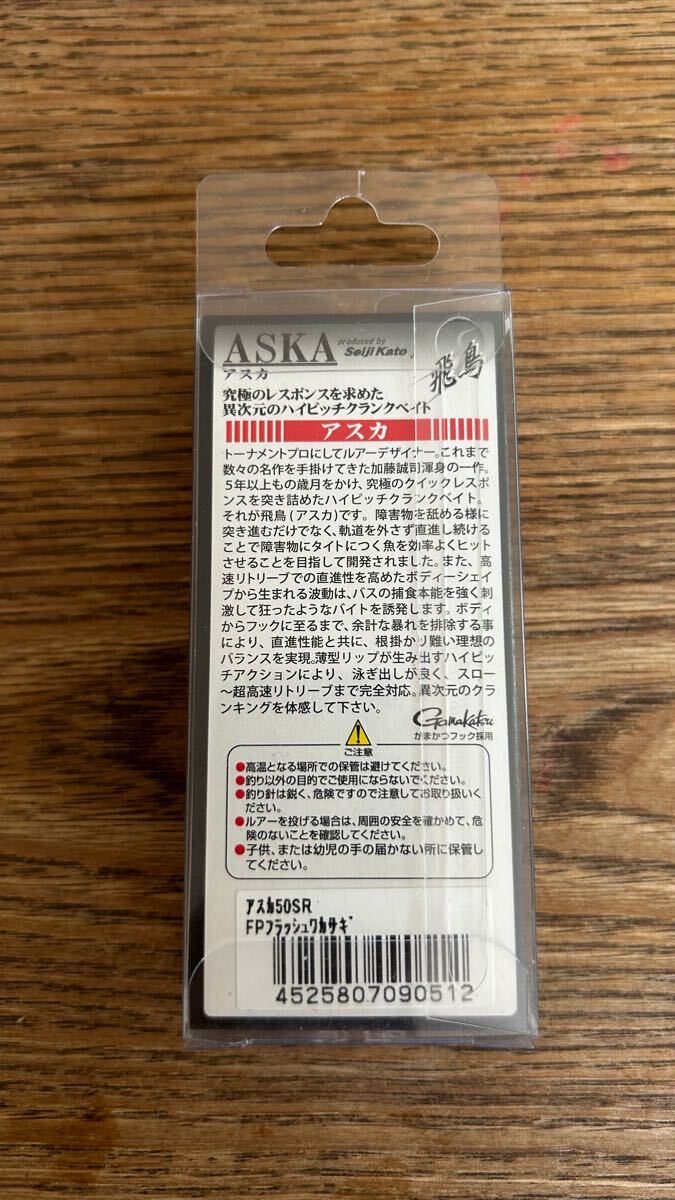 ASKA produced by Seiji Kato
アスカ
飛鳥
究極のレスポンスを求めた
異次元のハイピッチクランクベイト
アスカ
トーナメントプロにしてルアーデザイナー。これまで
数々の名作を手掛けてきた加藤誠司渾身の一作。
5年以上もの歳月をかけ、究極のクイックレスポ
ンスを突き詰めたハイピッチクランクベイト。
それが飛鳥(アスカ)です。障害物を舐める様に
突き進むだけでなく、軌道を外さず直進し続ける
ことで障害物にタイトにつく魚を効率よくヒット
させることを目指して開発されました。また、高
速リトリーブでの直進性を高めたボディーシェイ
プから生まれる波動は、バスの捕食本能を強く刺
激して狂ったようなバイトを誘発します。ボディ
からフックに至るまで、余計な暴れを排除する事
により、直進性能と共に、根掛かり難い理想の
バランスを実現。薄型リップが生み出すハイピッ
チアクションにより、泳ぎ出しが良く、スロー
～超高速リトリーブまで完全対応。異次元のクラ
ンキングを体感して下さい。
Gamakatsu
がまかつフック採用
ご注意
●高温となる場所での保管は避けてください。
●釣り以外の目的でご使用にならないでください。
●釣り針は鋭く、危険ですので注意してお取り扱いく
ださい。
●ルアーを投げる場合は、周囲の安全を確かめて、危
険のないことを確認してください。
●子供、または幼児の手の届かない所に保管し
てください。
アスカ50SR
FPフラッシュワカサギ
4525807090512